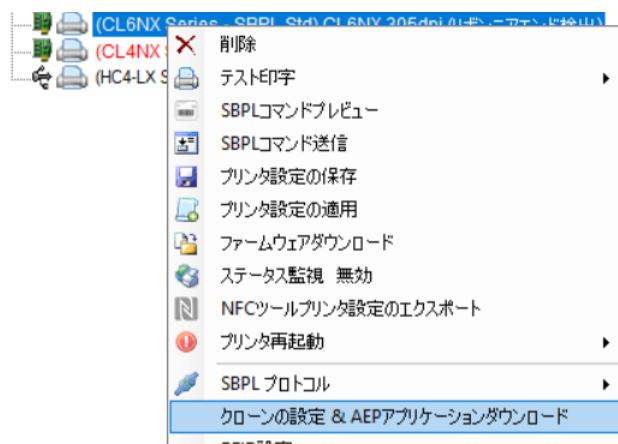 (CL6NX Series - SBPL Std) CL6NX 305dpi (リボンニアエンド検出)
(CL4NX
(HC4-LX S
削除
テスト印字
SBPLコマンドプレビュー
SBPLコマンド送信
プリンタ設定の保存
プリンタ設定の適用
ファームウェアダウンロード
ステータス監視 無効
NFCツールプリンタ設定のエクスポート
プリンタ再起動
SBPL プロトコル
クローンの設定 & AEPアプリケーションダウンロード